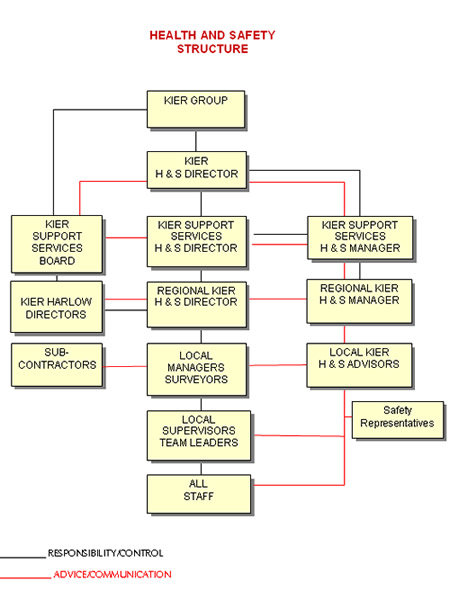 HEALTH AND SAFETY
STRUCTURE
KIER GROUP
KIER
H & S DIRECTOR
KIER
SUPPORT
SERVICES
BOARD
KIER SUPPORT
SERVICES
H & S DIRECTOR
KIER SUPPORT
SERVICES
H & S MANAGER
KIER HARLOW
DIRECTORS
REGIONAL KIER
H & S DIRECTOR
REGIONAL KIER
H & S MANAGER
SUB-
CONTRACTORS
LOCAL
MANAGERS
SURVEYORS
LOCAL KIER
H & S ADVISORS
LOCAL
SUPERVISORS
TEAM LEADERS
Safety
Representatives
ALL
STAFF
RESPONSIBILITY/CONTROL
ADVICE/COMMUNICATION